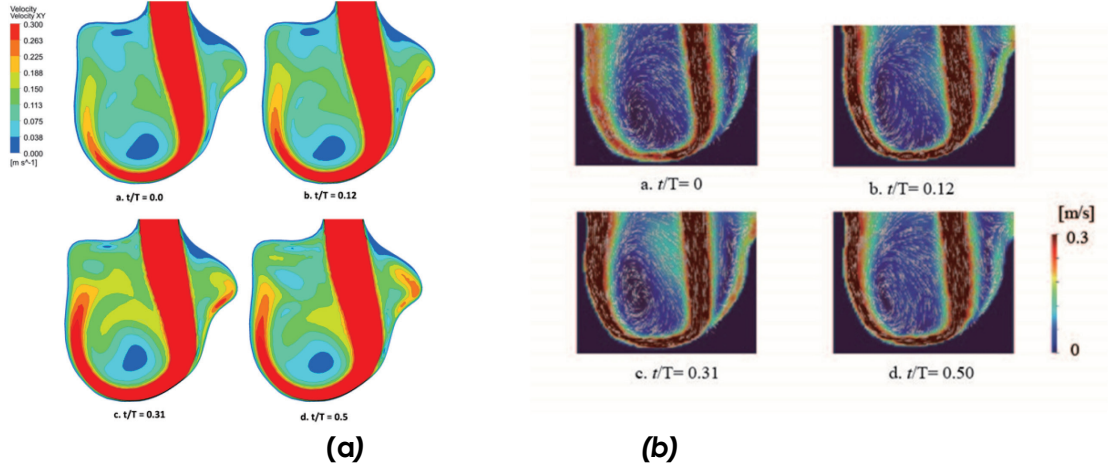 Velocity
Velocity XY
0.300
0.263
0.225
0.188
0.150
0.113
0.075
0.038
0.000
[m s^-1]
a. t/T = 0.0
b. t/T = 0.12
c. t/T = 0.31
d. t/T = 0.5
(a)
a. t/T= 0
b. t/T= 0.12
c. t/T= 0.31
d. t/T= 0.50
[m/s]
0.3
0
(b)